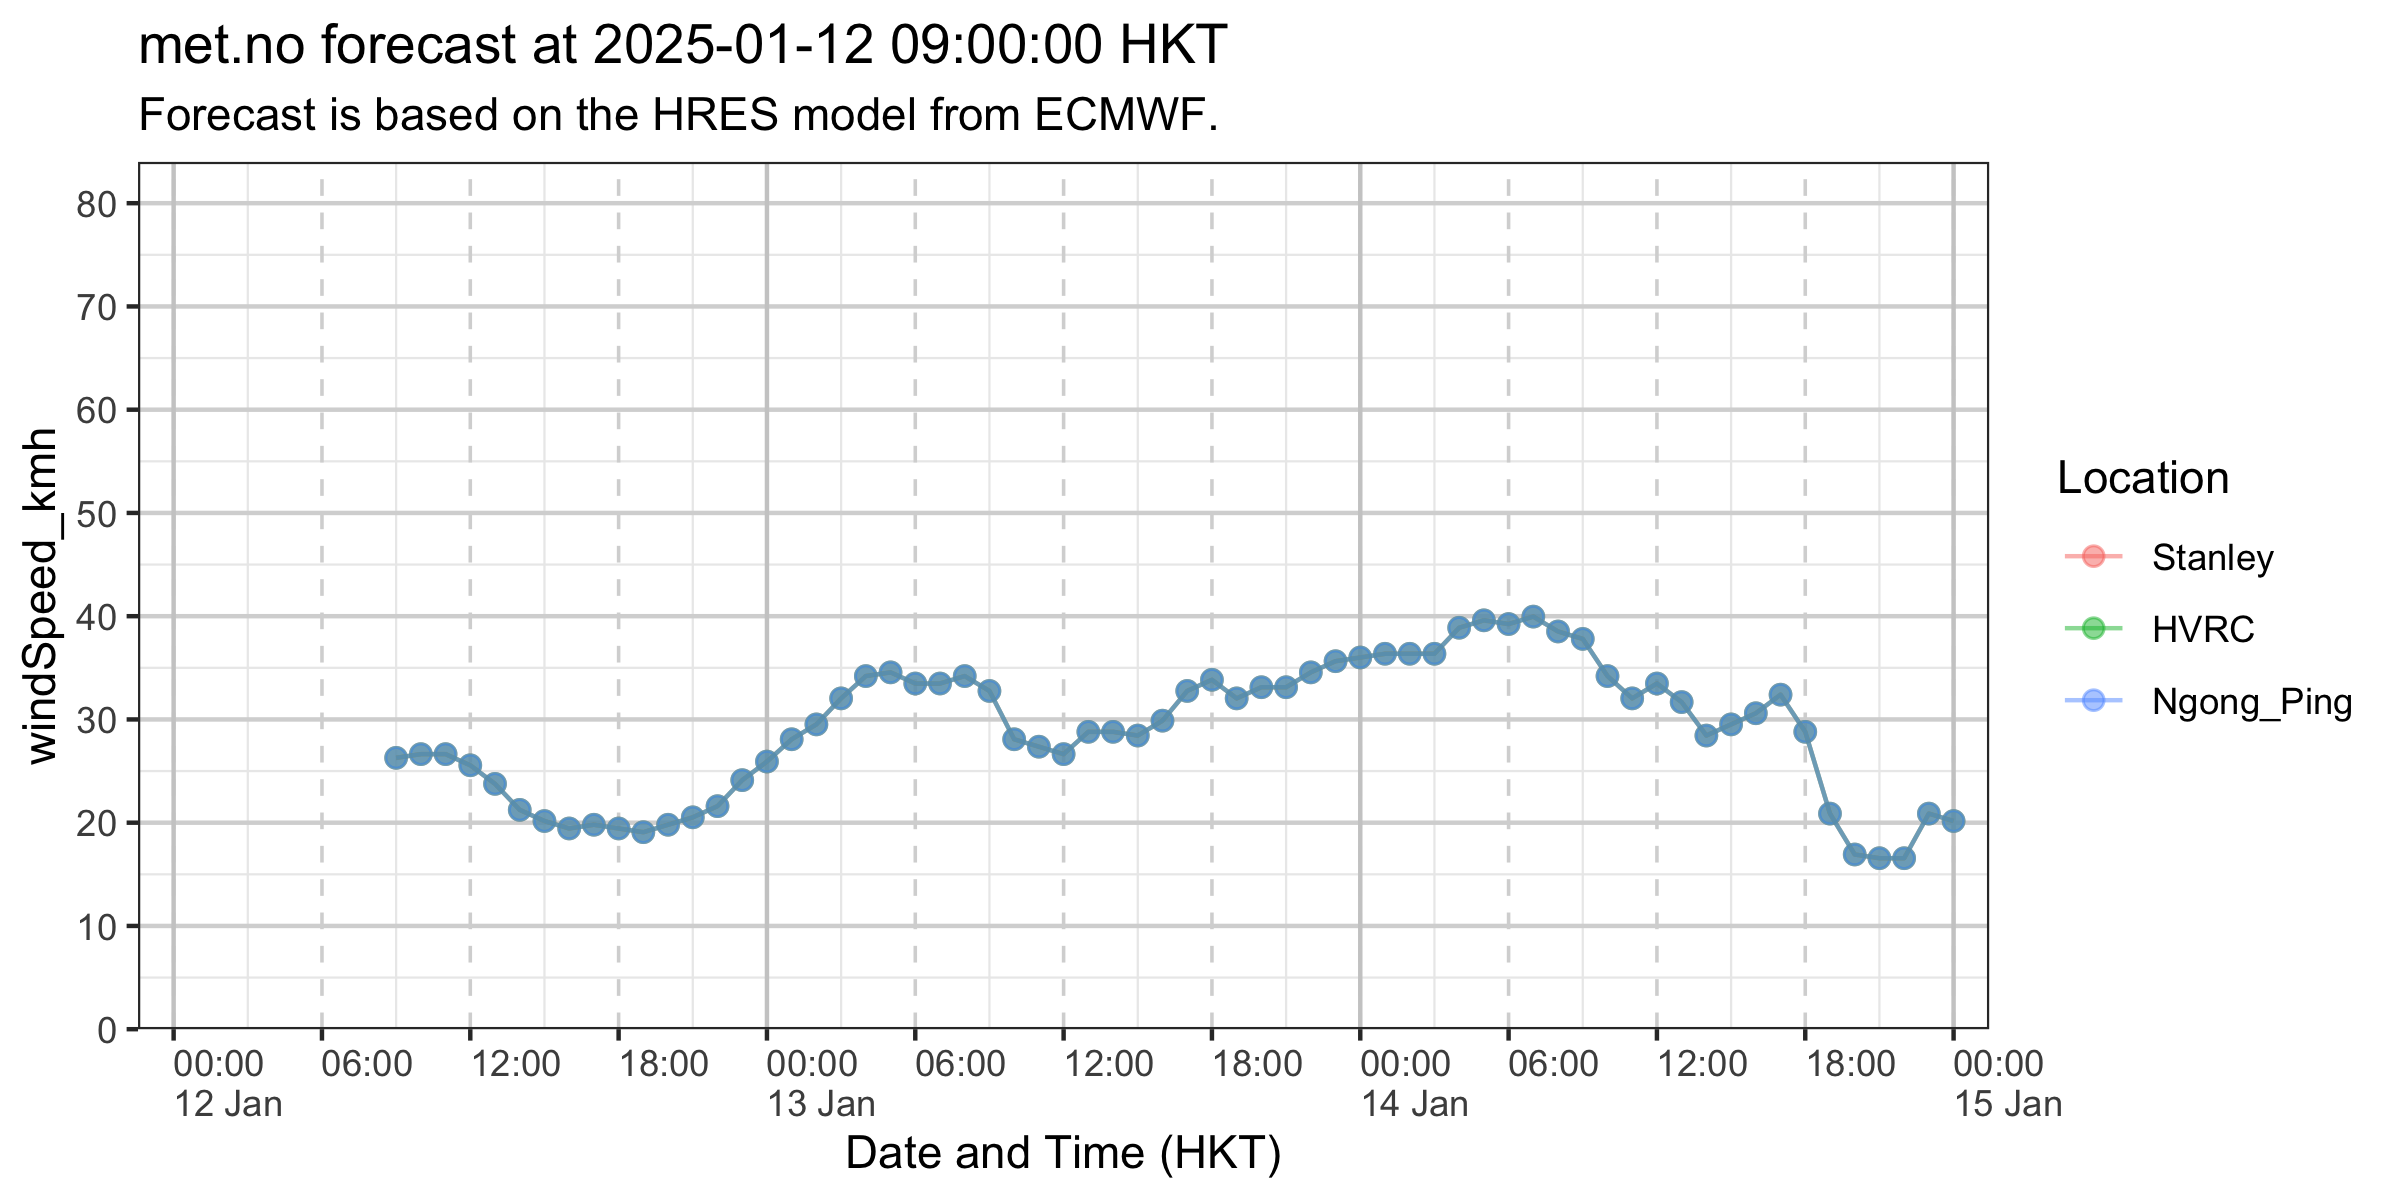 met.no forecast at 2025-01-12 09:00:00 HKT
Forecast is based on the HRES model from ECMWF.
windSpeed_kmh
80
70
60
50
40
30
20
10
0
00:00 06:00 12:00 18:00 00:00 06:00 12:00 18:00 00:00 06:00 12:00 18:00 00:00
12 Jan 13 Jan 14 Jan 15 Jan
Date and Time (HKT)
Location
Stanley
HVRC
Ngong_Ping